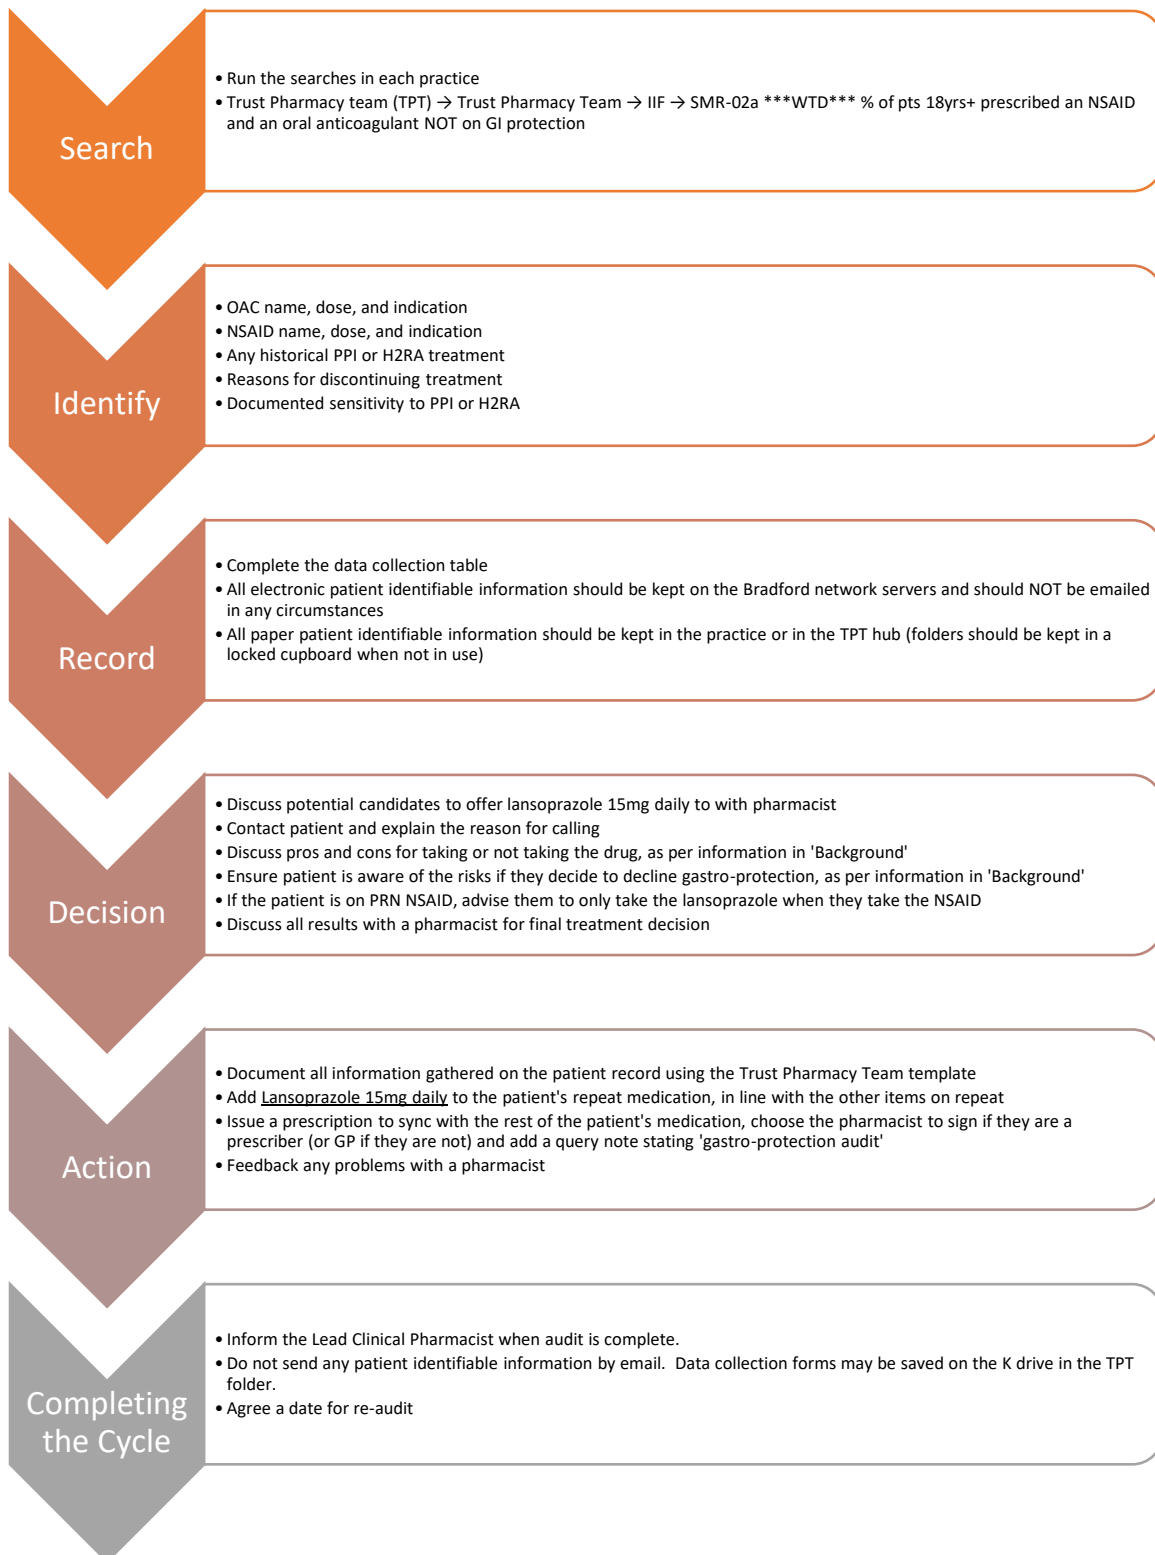 Search
• Run the searches in each practice
• Trust Pharmacy team (TPT) → Trust Pharmacy Team → IIF → SMR-02a ***WTD*** % of pts 18yrs+ prescribed an NSAID
and an oral anticoagulant NOT on GI protection
Identify
• OAC name, dose, and indication
• NSAID name, dose, and indication
• Any historical PPI or H2RA treatment
• Reasons for discontinuing treatment
• Documented sensitivity to PPI or H2RA
Record
• Complete the data collection table
• All electronic patient identifiable information should be kept on the Bradford network servers and should NOT be emailed
in any circumstances
• All paper patient identifiable information should be kept in the practice or in the TPT hub (folders should be kept in a
locked cupboard when not in use)
Decision
• Discuss potential candidates to offer lansoprazole 15mg daily to with pharmacist
• Contact patient and explain the reason for calling
• Discuss pros and cons for taking or not taking the drug, as per information in 'Background'
• Ensure patient is aware of the risks if they decide to decline gastro-protection, as per information in 'Background'
• If the patient is on PRN NSAID, advise them to only take the lansoprazole when they take the NSAID
• Discuss all results with a pharmacist for final treatment decision
Action
• Document all information gathered on the patient record using the Trust Pharmacy Team template
• Add Lansoprazole 15mg daily to the patient's repeat medication, in line with the other items on repeat
• Issue a prescription to sync with the rest of the patient's medication, choose the pharmacist to sign if they are a
prescriber (or GP if they are not) and add a query note stating 'gastro-protection audit'
• Feedback any problems with a pharmacist
Completing
the Cycle
• Inform the Lead Clinical Pharmacist when audit is complete.
• Do not send any patient identifiable information by email.  Data collection forms may be saved on the K drive in the TPT
folder.
• Agree a date for re-audit